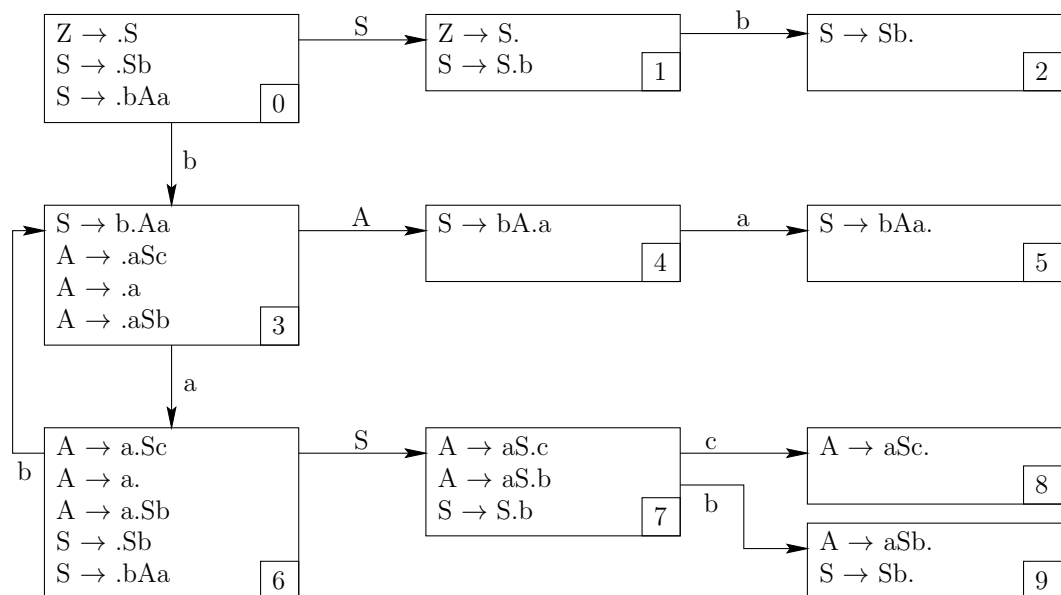 Z → .S
S → .Sb
S → .bAa
0
S
Z → S.
S → S.b
1
b
S → Sb.
2
b
S → b.Aa
A → .aSc
A → .a
A → .aSb
3
A
S → bA.a
4
a
S → bAa.
5
a
b
A → a.Sc
A → a.
A → a.Sb
S → .Sb
S → .bAa
6
S
A → aS.c
A → aS.b
S → S.b
7
c
b
A → aSc.
8
A → aSb.
S → Sb.
9